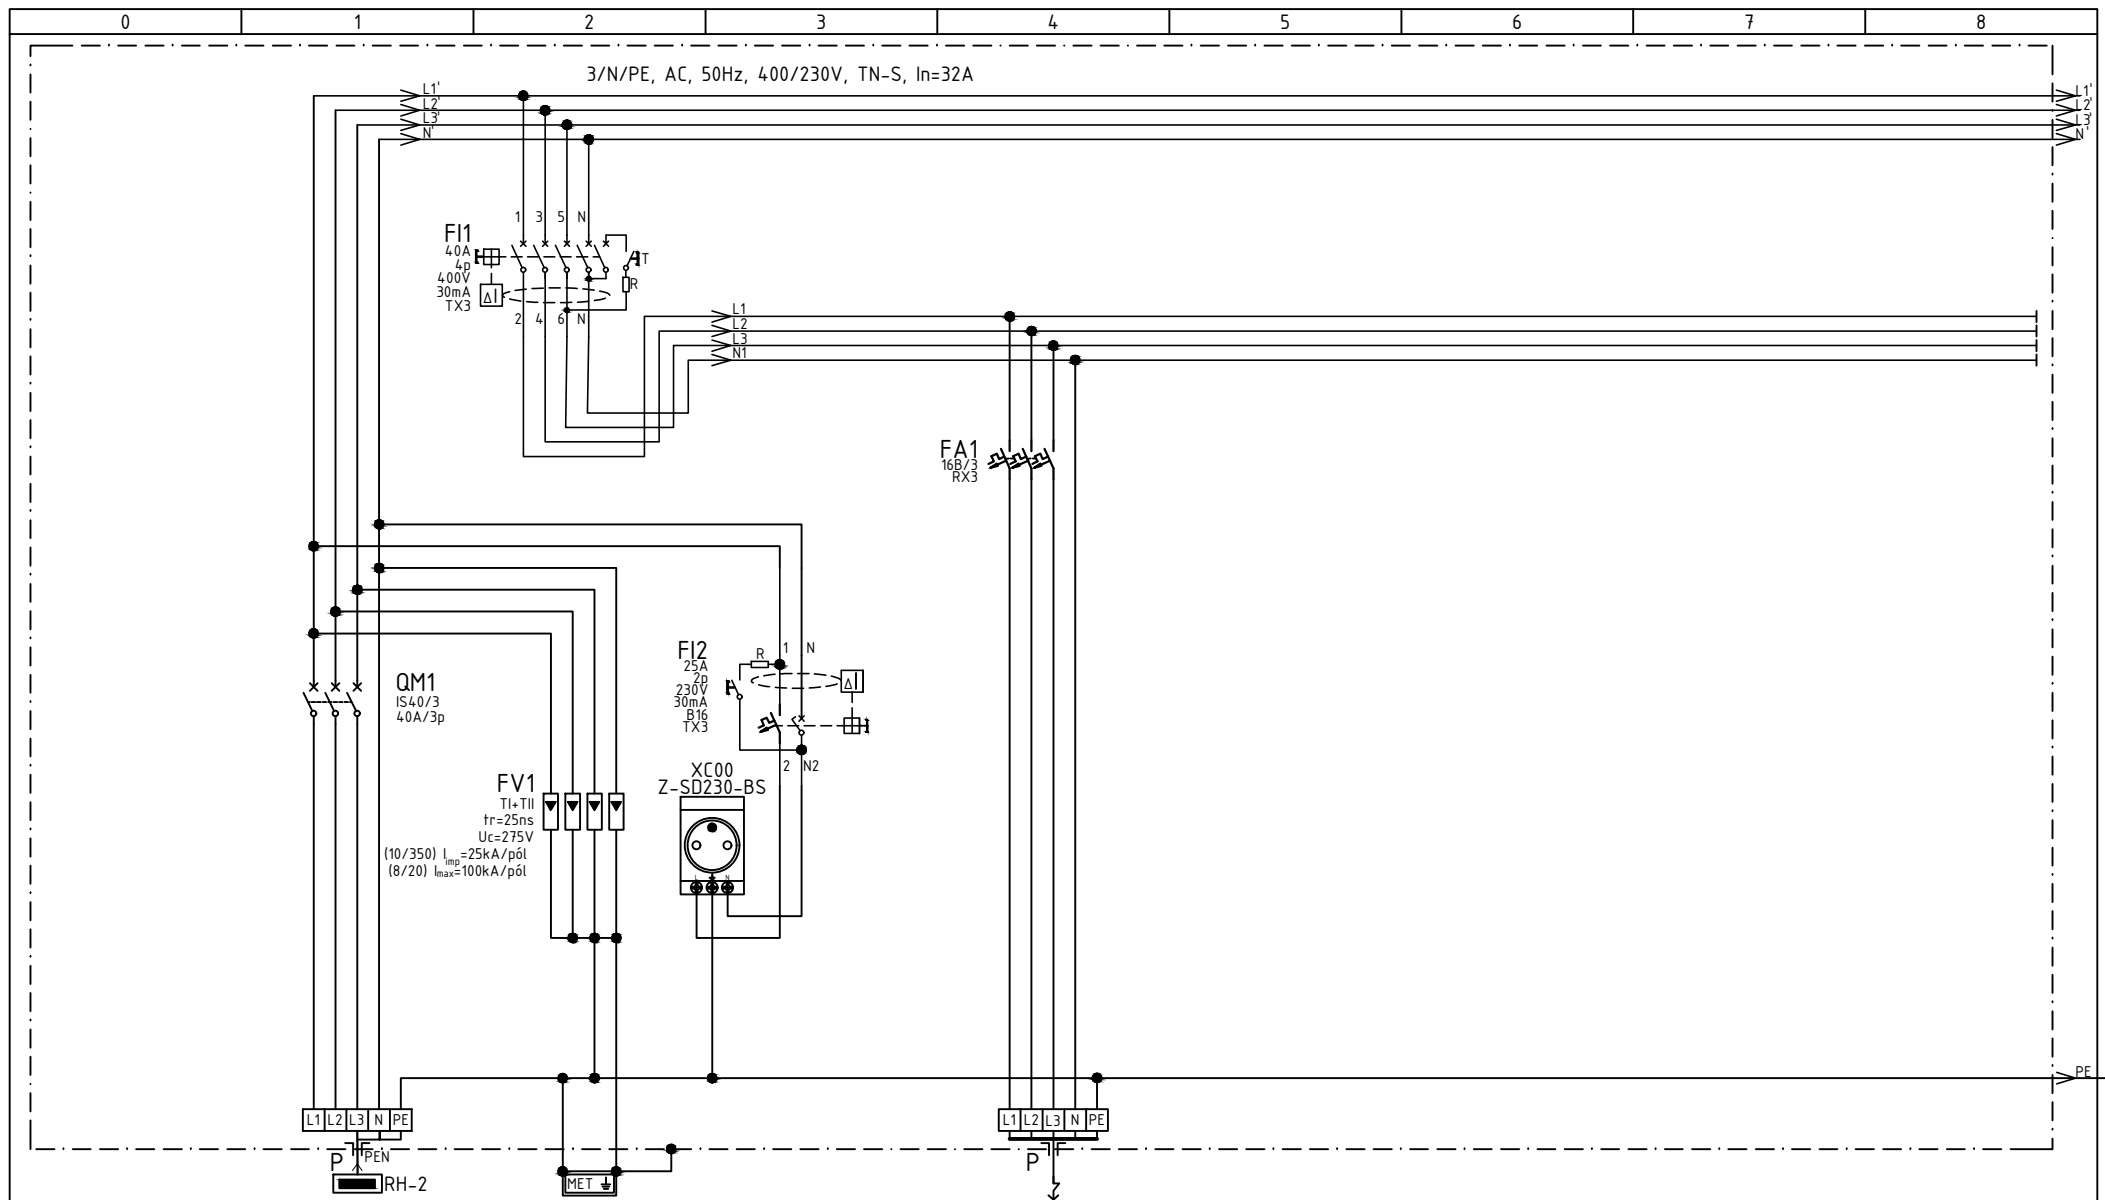 0 1 2 3 4 5 6 7 8
3/N/PE, AC, 50Hz, 400/230V, TN-S, In=32A
L1' L1'
L2' L2'
L3' L3'
N' N'
1 3 5 N
FI1
40A
4p
400V
30mA
TX3
ΔI
T
R
2 4 6 N
L1
L2
L3
N1
FA1
16B/3
RX3
QM1
IS40/3
40A/3p
FI2
25A
2p
230V
30mA
B16
TX3
R
1 N
ΔI
2 N2
XC00
Z-SD230-BS
L N
FV1
TI+TII
tr=25ns
Uc=275V
(10/350) Iimp=25kA/pól
(8/20) Imax=100kA/pól
PE
L1 L2 L3 N PE
L1 L2 L3 N PE
P PEN
P
RH-2
MET